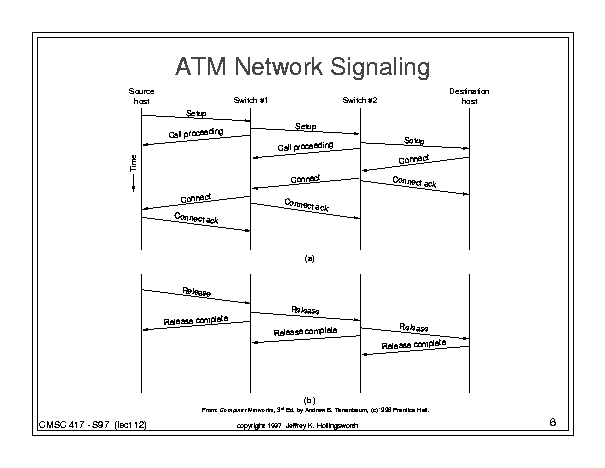 ATM Network Signaling
Source
host
Switch #1
Switch #2
Destination
host
Setup
Call proceeding
Setup
Call proceeding
Setup
Connect
Time
Connect
Connect ack
Connect
Connect ack
Connect ack
(a)
Release
Release
Release complete
Release
Release complete
Release complete
(b)
From: Computer Networks, 3rd Ed. by Andrew S. Tanenbaum, (c)1996 Prentice Hall.
CMSC 417 - S97 (lect 12)
copyright 1997 Jeffrey K. Hollingsworth
6